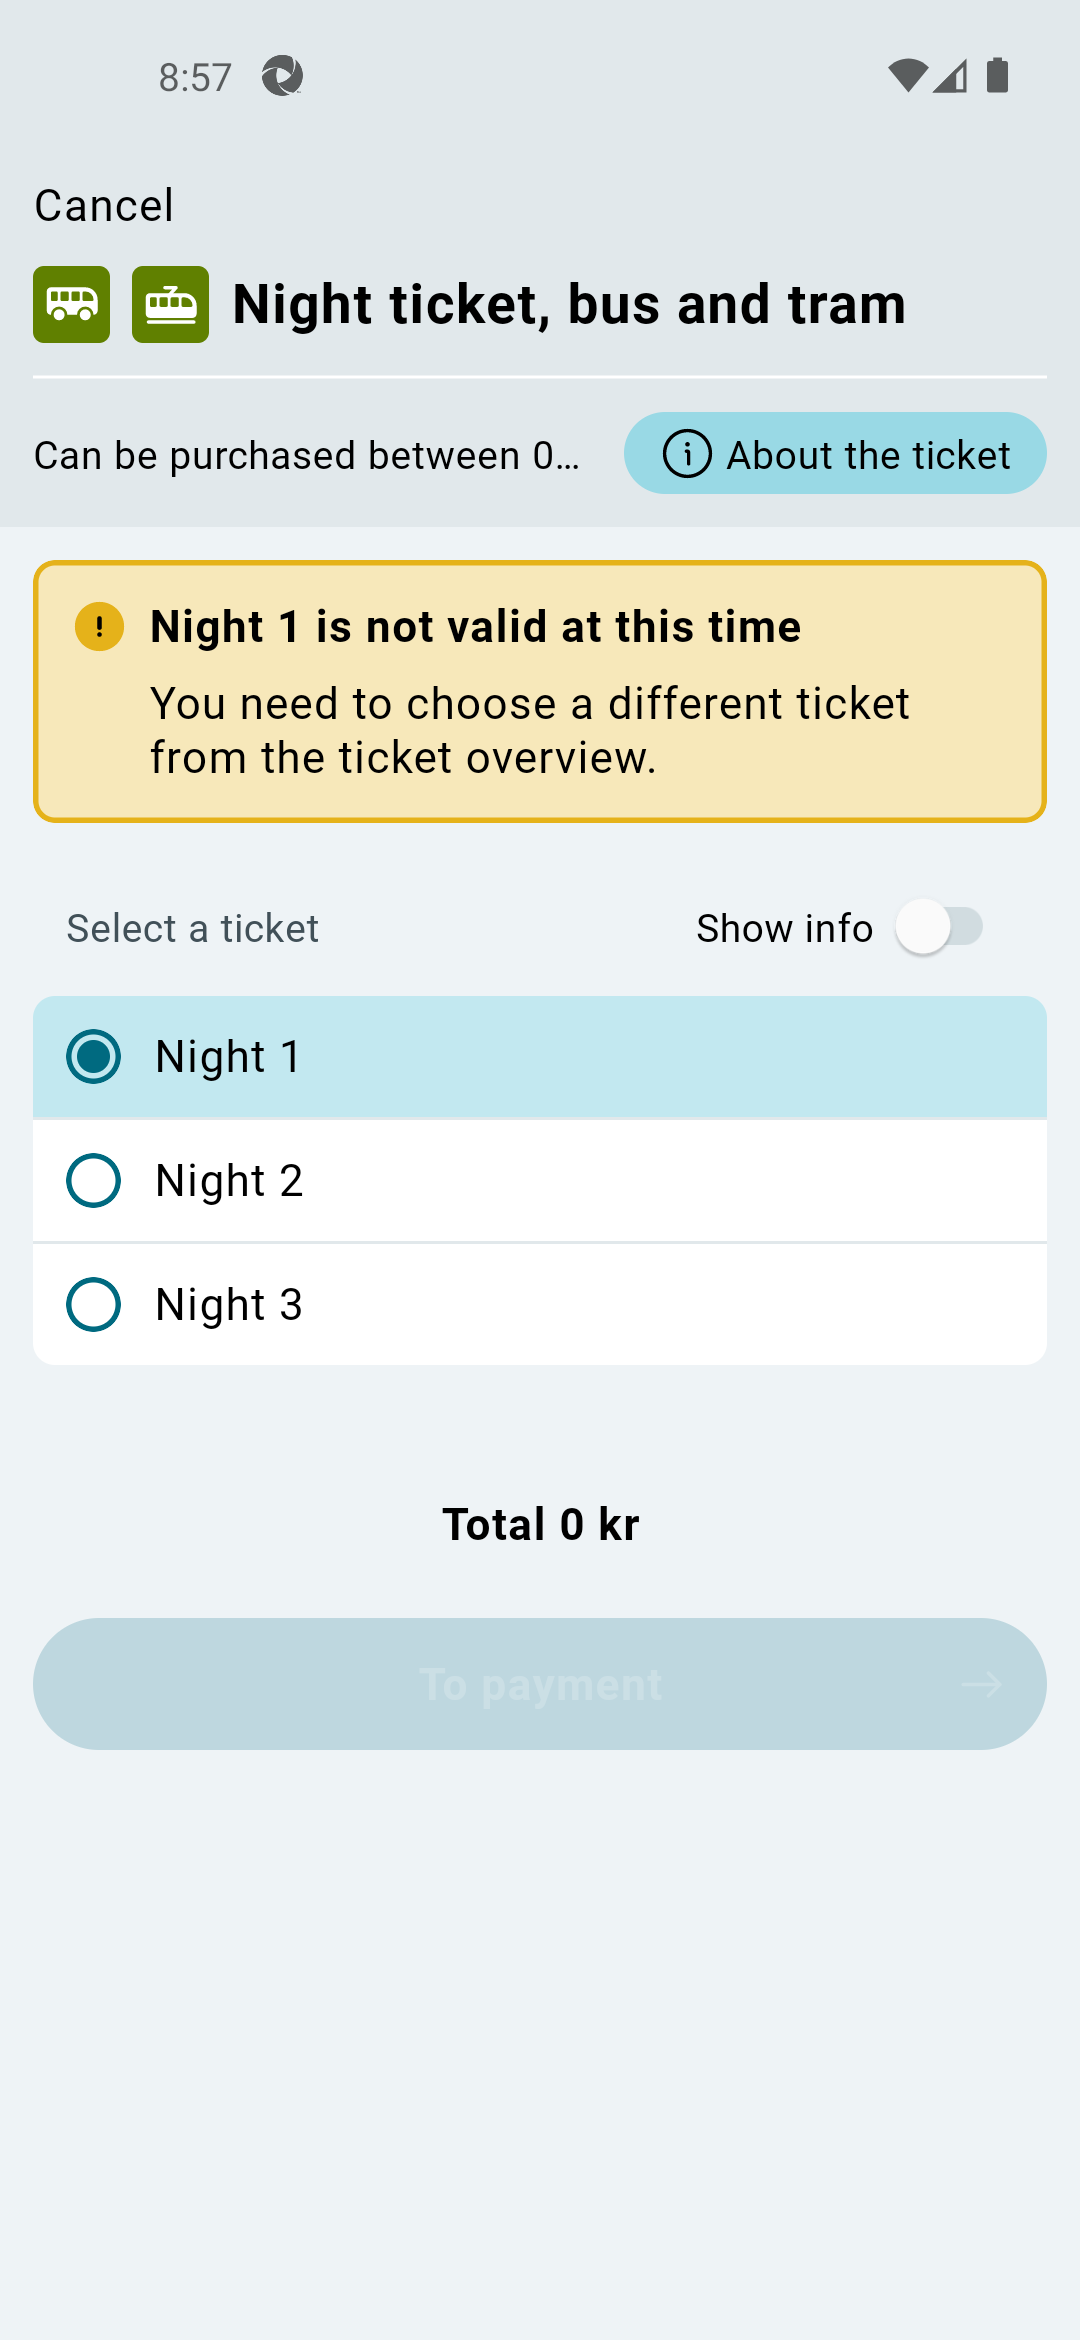 8:57
Cancel
Night ticket, bus and tram
Can be purchased between 0...
About the ticket
Night 1 is not valid at this time
You need to choose a different ticket
from the ticket overview.
Select a ticket
Show info
Night 1
Night 2
Night 3
Total 0 kr
To payment